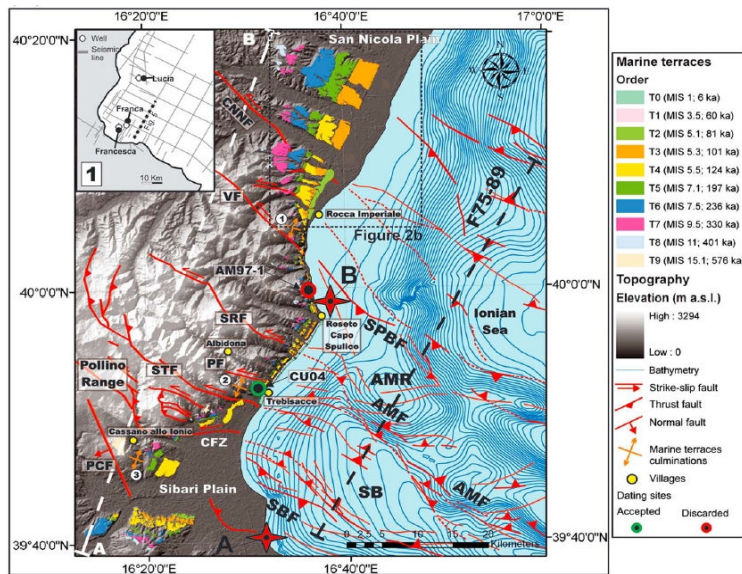 16°20'0"E
16°40'0"E
17°0'0"E
40°20'0"N
40°0'0"N
39°40'0"N
16°20'0"E
16°40'0"E
Well
Seismic
line
Lucia
Franca
Francesca
10 Km
1
B
San Nicola Plain
N
W
E
S
CNNF
VF
1
Rocca Imperiale
Figure 2b
F75-89
AM97-1
B
Ionian
Sea
Roseto
Capo
Spulico
SPBF
SRF
Albidona
PF
Pollino
Range
STF
2
CU04
AMR
Trebisacce
AMF
Cassano allo Ionio
CFZ
PCF
3
Sibari Plain
SB
SBF
AMF
A
A
0 2.5 5 10 15 20
Kilometers
Marine terraces
Order
T0 (MIS 1; 6 ka)
T1 (MIS 3.5; 60 ka)
T2 (MIS 5.1; 81 ka)
T3 (MIS 5.3; 101 ka)
T4 (MIS 5.5; 124 ka)
T5 (MIS 7.1; 197 ka)
T6 (MIS 7.5; 236 ka)
T7 (MIS 9.5; 330 ka)
T8 (MIS 11; 401 ka)
T9 (MIS 15.1; 576 ka)
Topography
Elevation (m a.s.l.)
High : 3294
Low : 0
Bathymetry
Strike-slip fault
Thrust fault
Normal fault
Marine terraces
culminations
Villages
Dating sites
Accepted
Discarded